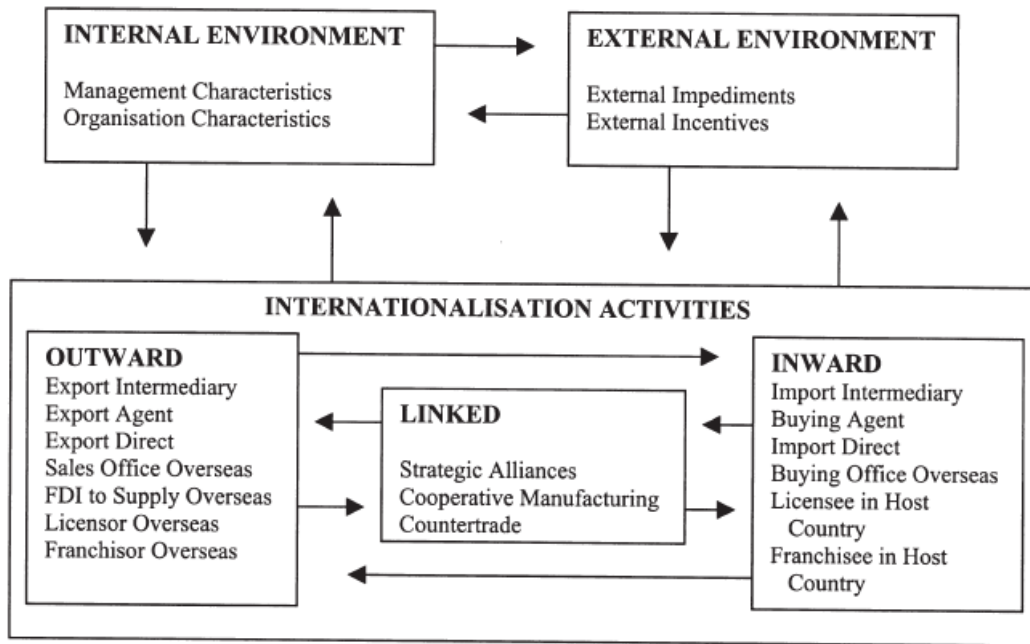 INTERNAL ENVIRONMENT
Management Characteristics
Organisation Characteristics
EXTERNAL ENVIRONMENT
External Impediments
External Incentives
INTERNATIONALISATION ACTIVITIES
OUTWARD
Export Intermediary
Export Agent
Export Direct
Sales Office Overseas
FDI to Supply Overseas
Licensor Overseas
Franchisor Overseas
LINKED
Strategic Alliances
Cooperative Manufacturing
Countertrade
INWARD
Import Intermediary
Buying Agent
Import Direct
Buying Office Overseas
Licensee in Host
Country
Franchisee in Host
Country